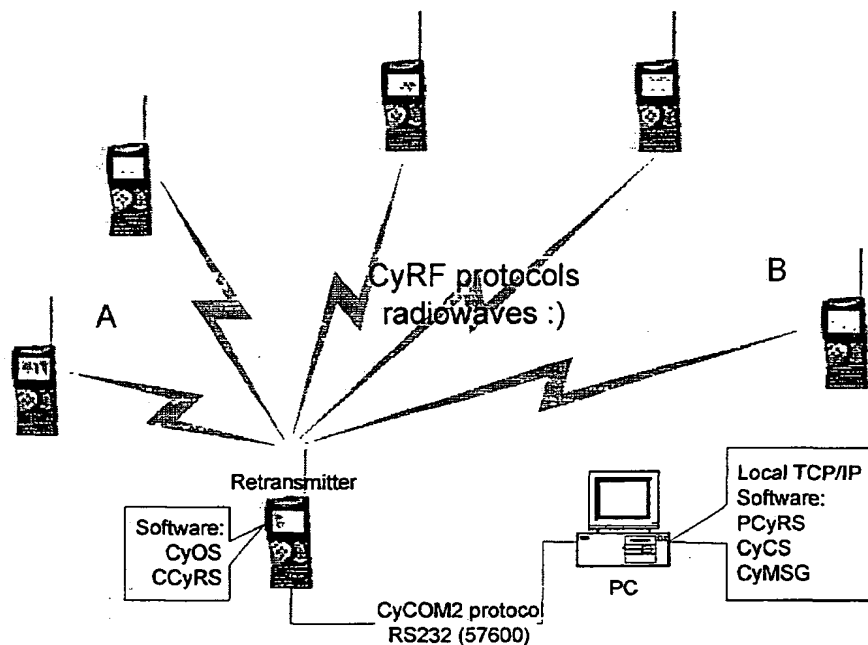 CyRF protocols
radiowaves :)
A
B
Retransmitter
Software:
CyOS
CCyRS
Local TCP/IP
Software:
PCyRS
CyCS
CyMSG
PC
CyCOM2 protocol
RS232 (57600)